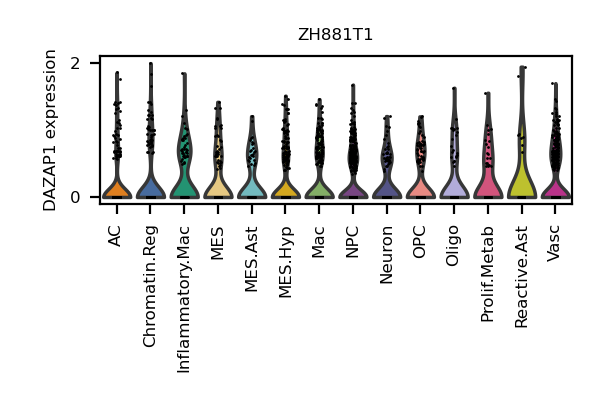 ZH881T1
DAZAP1 expression
2
0
AC
Chromatin.Reg
Inflammatory.Mac
MES
MES.Ast
MES.Hyp
Mac
NPC
Neuron
OPC
Oligo
Prolif.Metab
Reactive.Ast
Vasc